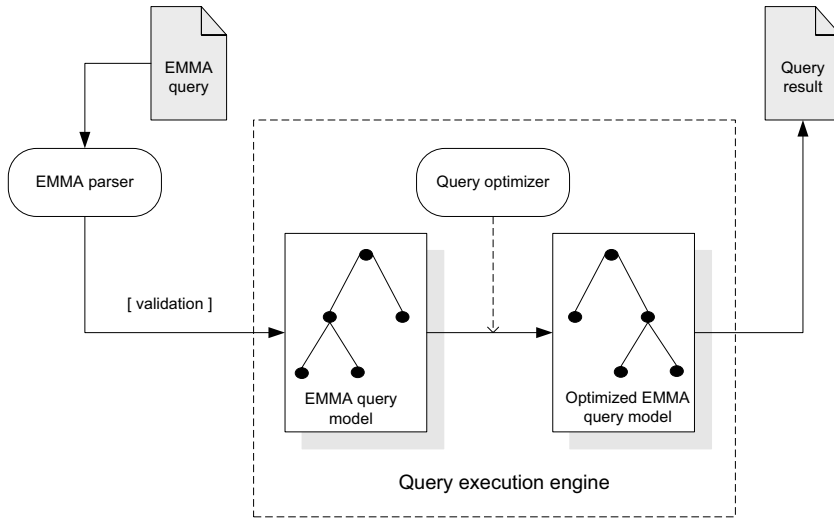 EMMA
query
Query
result
EMMA parser
Query optimizer
[ validation ]
EMMA query
model
Optimized EMMA
query model
Query execution engine